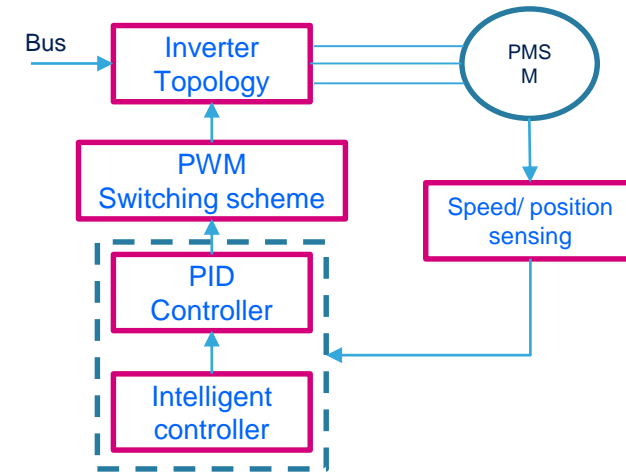 Bus
Inverter
Topology
PMS
M
PWM
Switching scheme
Speed/ position
sensing
PID
Controller
Intelligent
controller